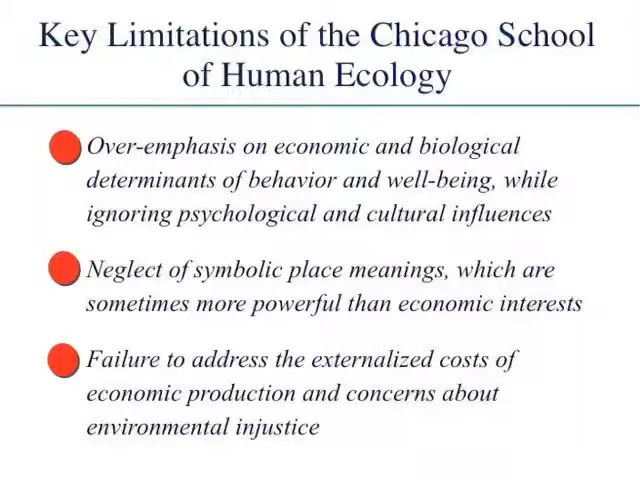 Key Limitations of the Chicago School
of Human Ecology
Over-emphasis on economic and biological
determinants of behavior and well-being, while
ignoring psychological and cultural influences
Neglect of symbolic place meanings, which are
sometimes more powerful than economic interests
Failure to address the externalized costs of
economic production and concerns about
environmental injustice